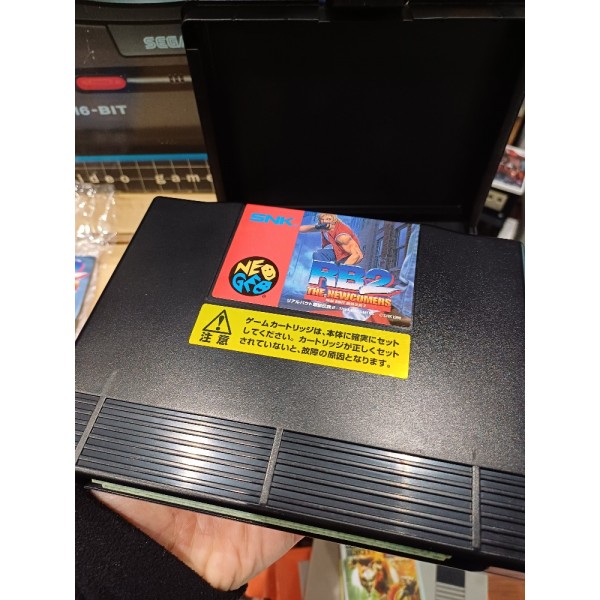 SEGA
16-BIT
video game
SNK
NEO
GEO
RB2
THE NEWCOMERS
注意
ゲームカートリッジは、本体に確実にセット
してください。カートリッジが正しくセット
されていないと、故障の原因となります。